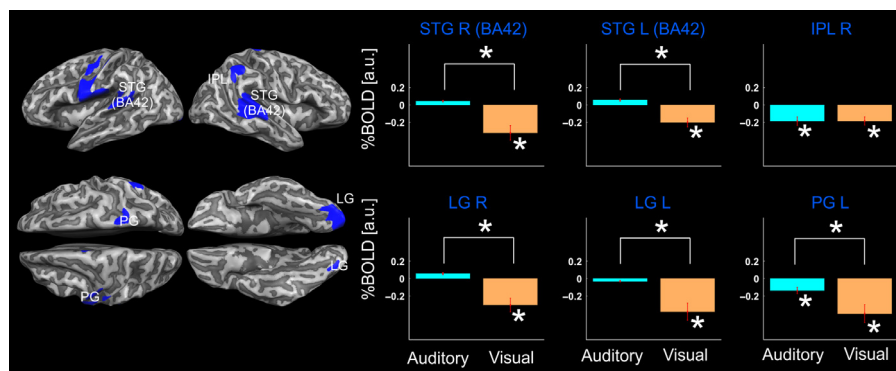 STG R (BA42)
STG L (BA42)
IPL R
*
*
%BOLD [a.u.]
0.2
0
−0.2
*
0.2
0
−0.2
*
0.2
0
−0.2
* *
IPL
STG
(BA42)
STG
(BA42)
LG R
LG L
PG L
*
*
*
%BOLD [a.u.]
0.2
0
−0.2
*
0.2
0
−0.2
*
0.2
0
−0.2
* *
LG
PG
LG
PG
Auditory Visual
Auditory Visual
Auditory Visual